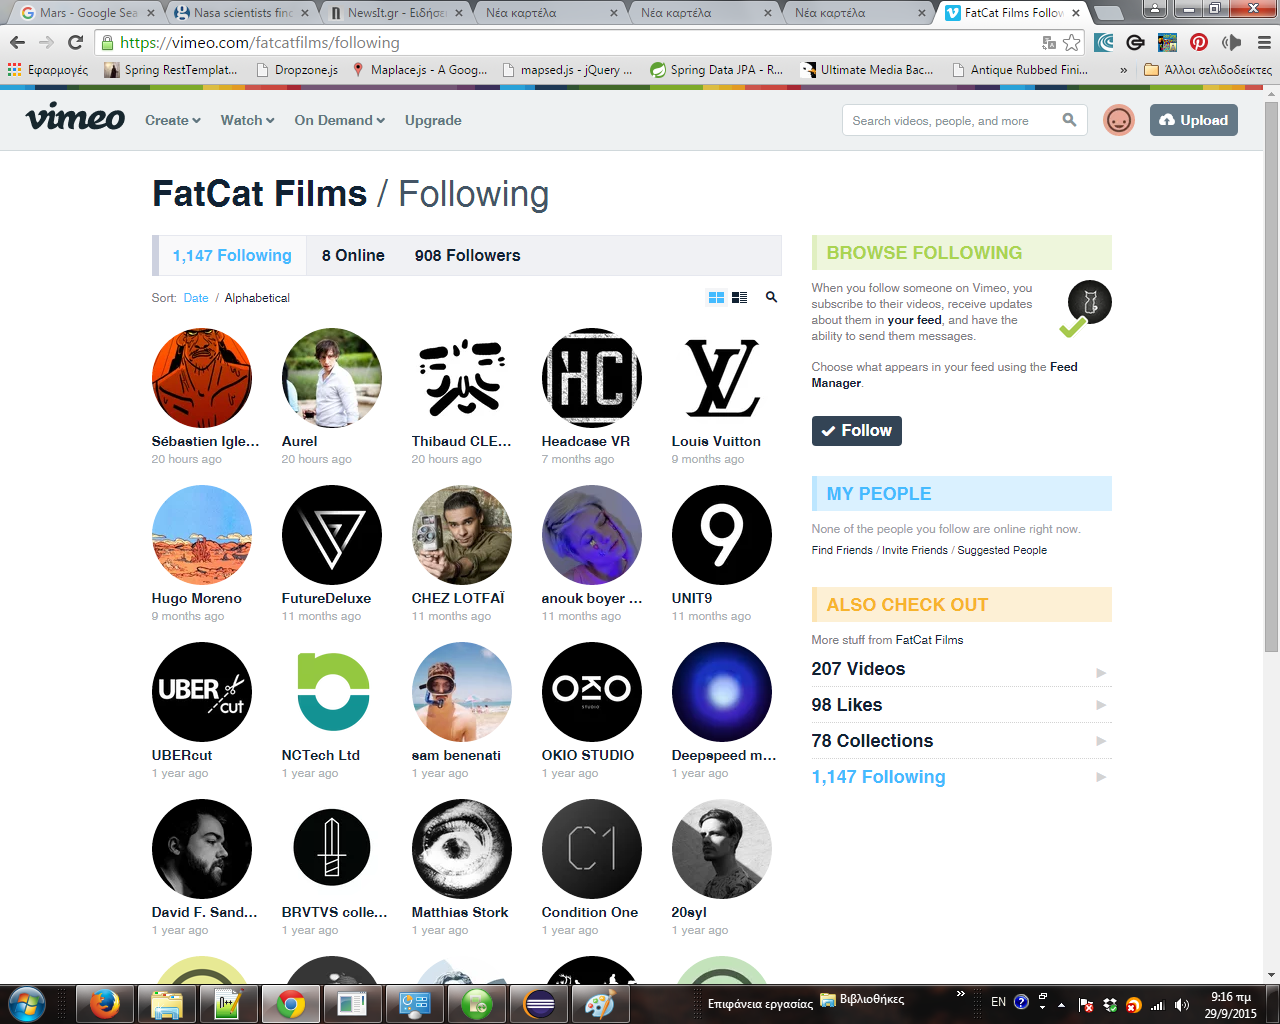 Mars - Google Sea
Nasa scientists find
NewsIt.gr - Ειδήσει
Νέα καρτέλα
Νέα καρτέλα
Νέα καρτέλα
FatCat Films Follow
https://vimeo.com/fatcatfilms/following
Εφαρμογές
Spring RestTemplat...
Dropzone.js
Maplace.js - A Goog...
mapsed.js - jQuery ...
Spring Data JPA - R...
Ultimate Media Bac...
Antique Rubbed Fini...
»
Άλλοι σελιδοδείκτες
vimeo
Create
Watch
On Demand
Upgrade
Search videos, people, and more
Upload
FatCat Films / Following
1,147 Following
8 Online
908 Followers
Sort: Date / Alphabetical
HC
LV
Sébastien Igle...
Aurel
Thibaud CLE...
Headcase VR
Louis Vuitton
20 hours ago
20 hours ago
20 hours ago
7 months ago
9 months ago
9
Hugo Moreno
FutureDeluxe
CHEZ LOTFAÏ
anouk boyer ...
UNIT9
9 months ago
11 months ago
11 months ago
11 months ago
11 months ago
UBER
cut
n
OKIO
STUDIO
UBERcut
NCTech Ltd
sam benenati
OKIO STUDIO
Deepspeed m...
1 year ago
1 year ago
1 year ago
1 year ago
1 year ago
C1
David F. Sand...
BRVTVS colle...
Matthias Stork
Condition One
20syl
1 year ago
1 year ago
1 year ago
1 year ago
1 year ago
BROWSE FOLLOWING
When you follow someone on Vimeo, you
subscribe to their videos, receive updates
about them in your feed, and have the
ability to send them messages.
Choose what appears in your feed using the Feed
Manager.
Follow
MY PEOPLE
None of the people you follow are online right now.
Find Friends / Invite Friends / Suggested People
ALSO CHECK OUT
More stuff from FatCat Films
207 Videos
98 Likes
78 Collections
1,147 Following
Επιφάνεια εργασίας
Βιβλιοθήκες
»
EN
9:16 πμ
29/9/2015